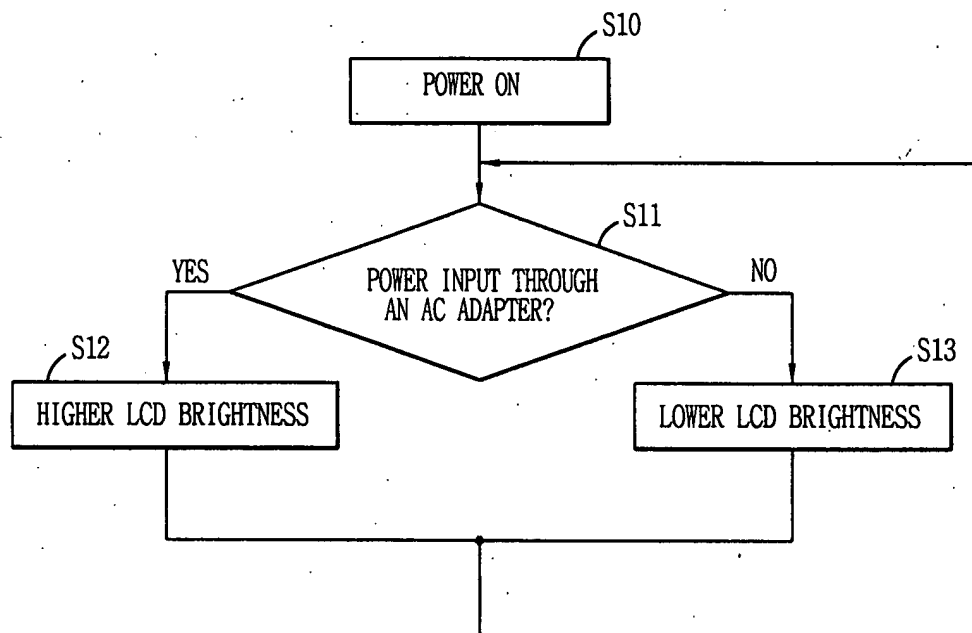 S10
POWER ON
S11
POWER INPUT THROUGH
AN AC ADAPTER?
YES
NO
S12
HIGHER LCD BRIGHTNESS
S13
LOWER LCD BRIGHTNESS